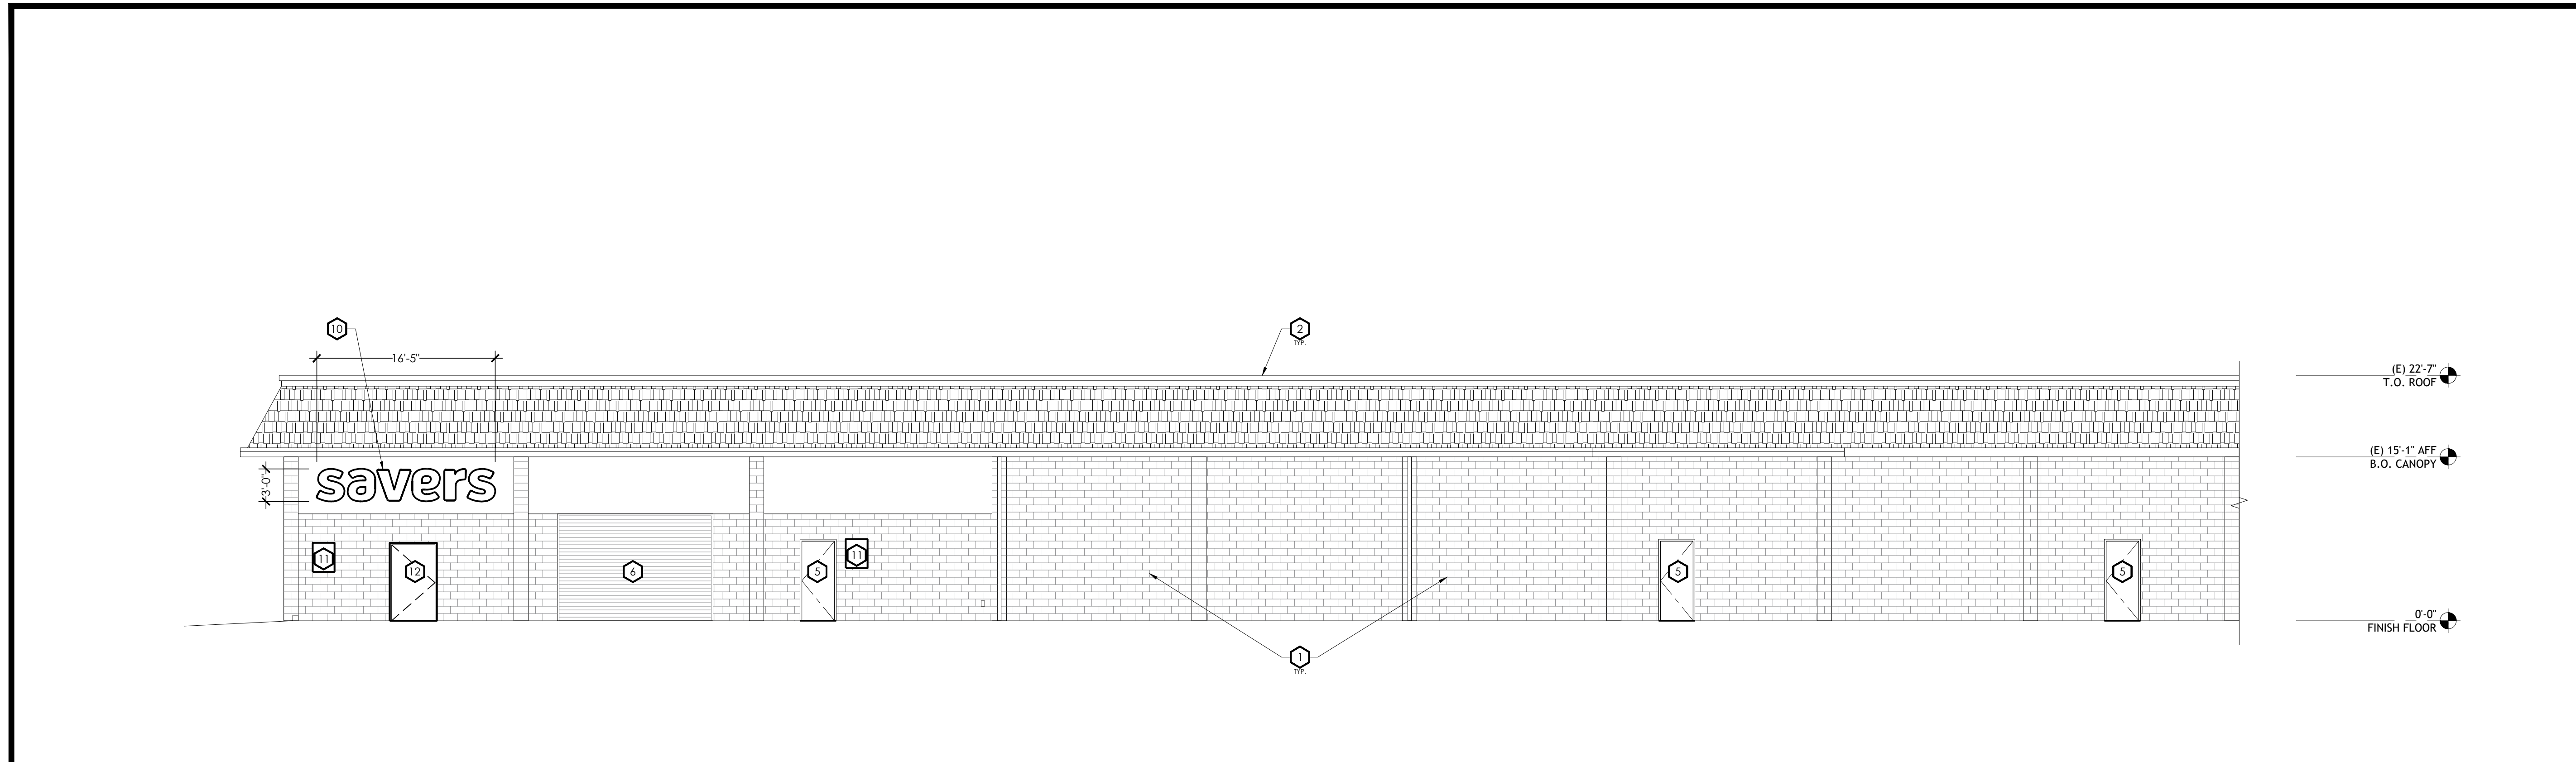 10
2
TYP.
16'-5"
(E) 22'-7"
T.O. ROOF
(E) 15'-1" AFF
B.O. CANOPY
3'-0"
savers
11
12
6
5
11
5
5
0'-0"
FINISH FLOOR
1
TYP.